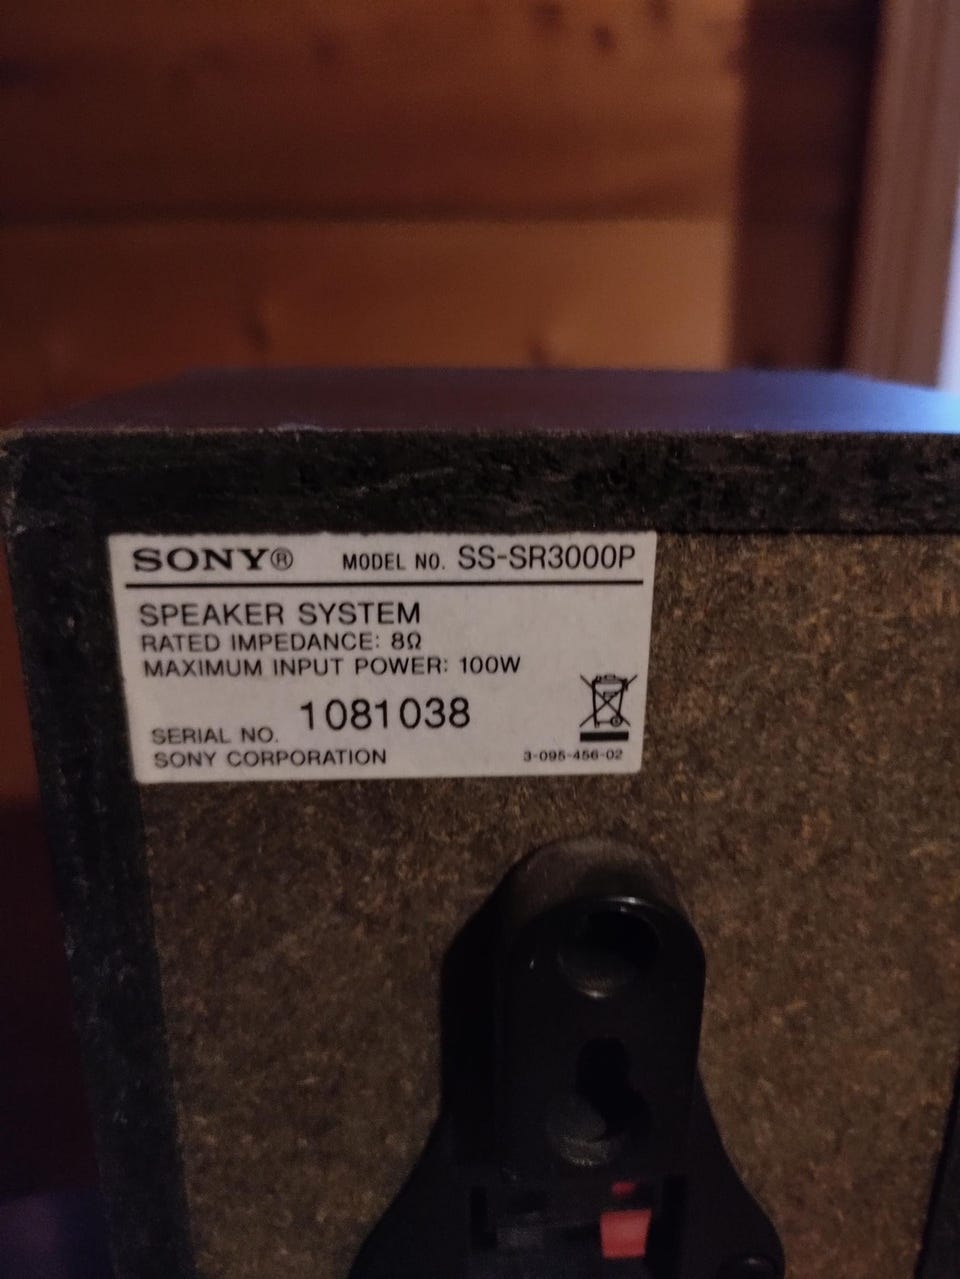 SONY® MODEL NO. SS-SR3000P
SPEAKER SYSTEM
RATED IMPEDANCE: 8Ω
MAXIMUM INPUT POWER: 100W
SERIAL NO. 1081038
SONY CORPORATION 3-095-456-02